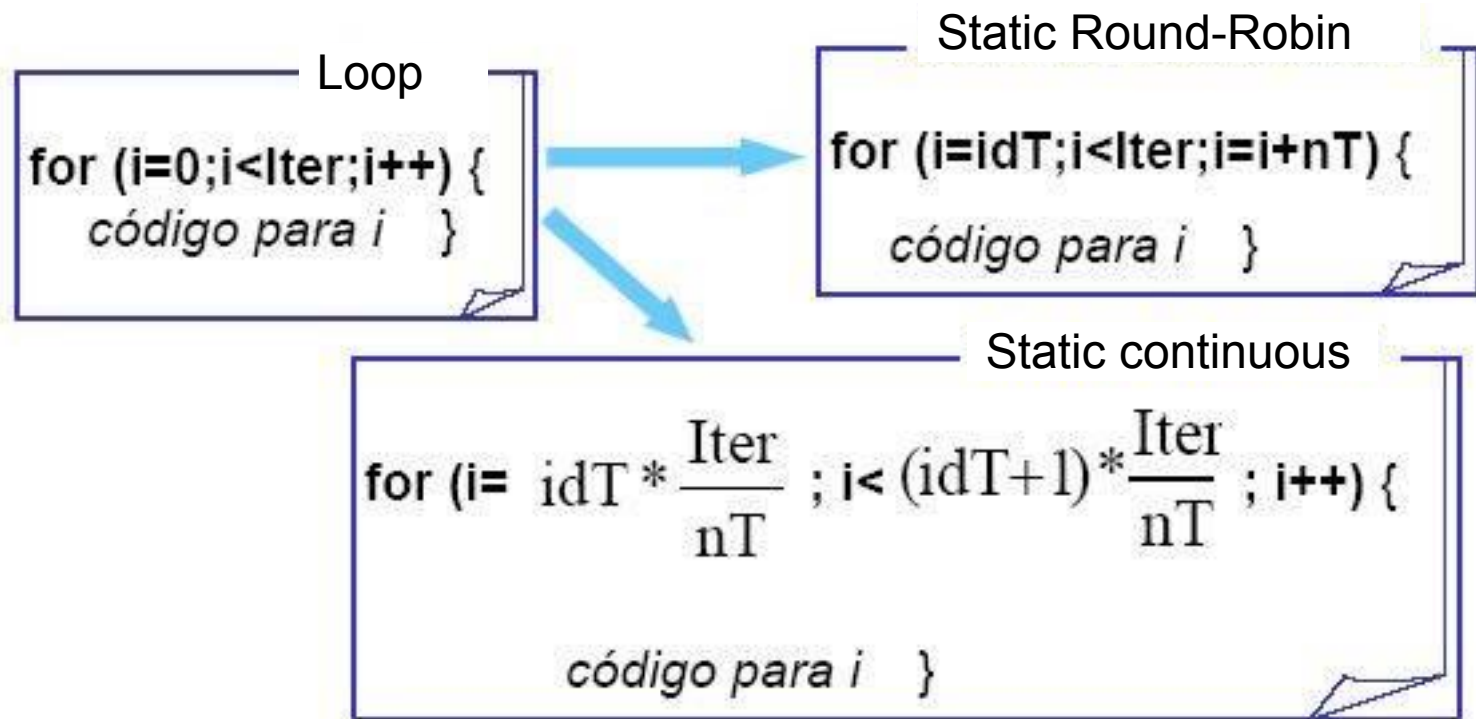 Loop
for (i=0;i<Iter;i++) {
código para i }
Static Round-Robin
for (i=idT;i<Iter;i=i+nT) {
código para i }
Static continuous
for (i= idT * Iter/nT ; i< (idT+1)* Iter/nT ; i++) {
código para i }